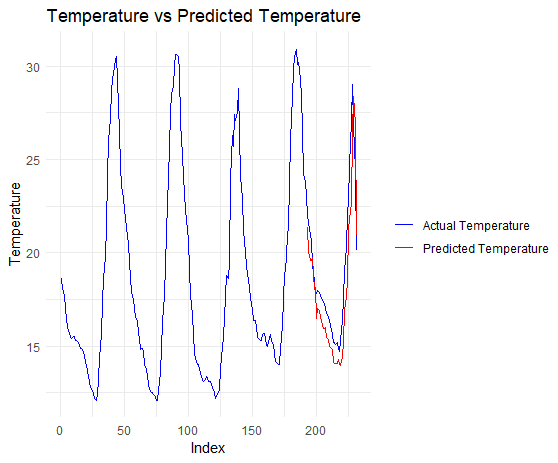 Temperature vs Predicted Temperature
30
25
20
15
Temperature
0 50 100 150 200
Index
Actual Temperature
Predicted Temperature